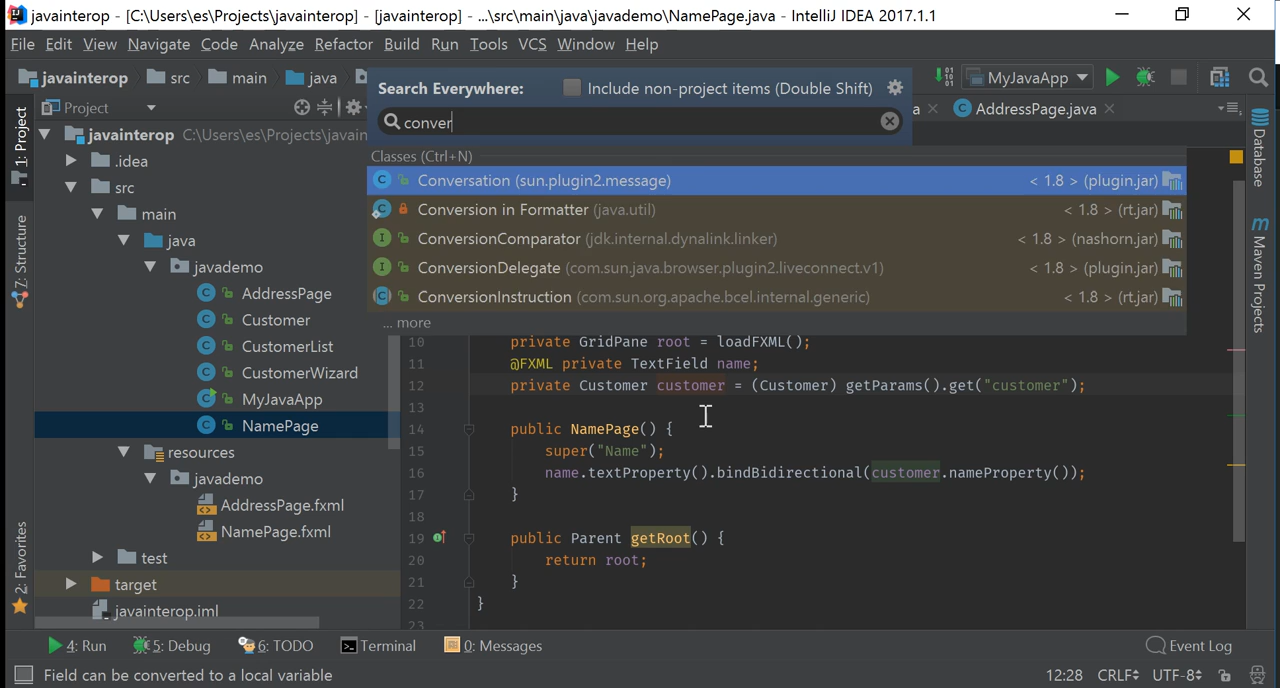 javainterop - [C:\Users\es\Projects\javainterop] - [javainterop] - ...\src\main\java\javademo\NamePage.java - IntelliJ IDEA 2017.1.1
File Edit View Navigate Code Analyze Refactor Build Run Tools VCS Window Help
javainterop src main java MyJavaApp
Search Everywhere: Include non-project items (Double Shift)
conver
Project
a AddressPage.java
1: Project
Z: Structure
2: Favorites
javainterop C:\Users\es\Projects\javain
.idea
src
main
java
javademo
AddressPage
Customer
CustomerList
CustomerWizard
MyJavaApp
NamePage
resources
javademo
AddressPage.fxml
NamePage.fxml
test
target
javainterop.iml
Classes (Ctrl+N)
Conversation (sun.plugin2.message) < 1.8 > (plugin.jar)
Conversion in Formatter (java.util) < 1.8 > (rt.jar)
ConversionComparator (jdk.internal.dynalink.linker) < 1.8 > (nashorn.jar)
ConversionDelegate (com.sun.java.browser.plugin2.liveconnect.v1) < 1.8 > (plugin.jar)
ConversionInstruction (com.sun.org.apache.bcel.internal.generic) < 1.8 > (rt.jar)
... more
10 private GridPane root = loadFXML();
11 @FXML private TextField name;
12 private Customer customer = (Customer) getParams().get("customer");
13
14 public NamePage() {
15 super("Name");
16 name.textProperty().bindBidirectional(customer.nameProperty());
17 }
18
19 public Parent getRoot() {
20 return root;
21 }
22 }
23
Database
Maven Projects
4: Run 5: Debug 6: TODO Terminal 0: Messages Event Log
Field can be converted to a local variable 12:28 CRLF UTF-8